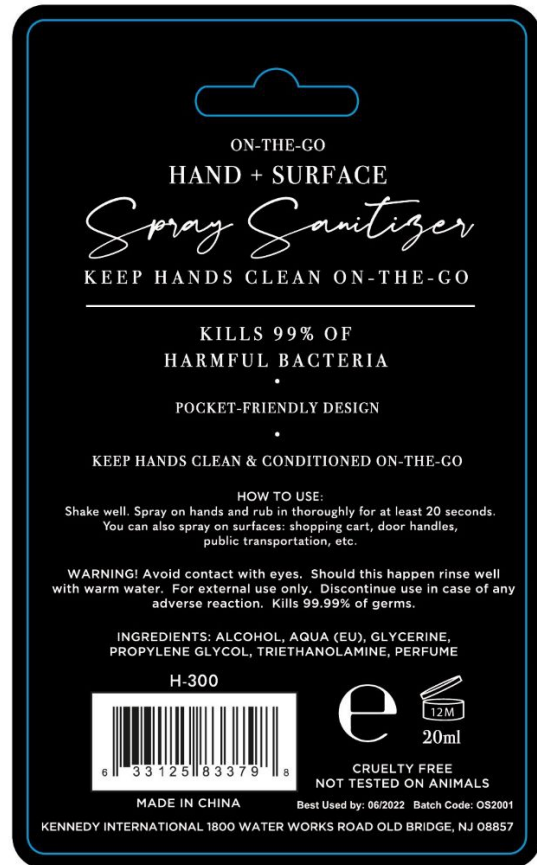 ON-THE-GO
HAND + SURFACE
Spray Sanitizer
KEEP HANDS CLEAN ON-THE-GO
KILLS 99% OF
HARMFUL BACTERIA
•
POCKET-FRIENDLY DESIGN
•
KEEP HANDS CLEAN & CONDITIONED ON-THE-GO
HOW TO USE:
Shake well. Spray on hands and rub in thoroughly for at least 20 seconds.
You can also spray on surfaces: shopping cart, door handles,
public transportation, etc.
WARNING! Avoid contact with eyes. Should this happen rinse well
with warm water. For external use only. Discontinue use in case of any
adverse reaction. Kills 99.99% of germs.
INGREDIENTS: ALCOHOL, AQUA (EU), GLYCERINE,
PROPYLENE GLYCOL, TRIETHANOLAMINE, PERFUME
H-300
6 33125 83379 8
MADE IN CHINA
e
12M
20ml
CRUELTY FREE
NOT TESTED ON ANIMALS
Best Used by: 06/2022 Batch Code: OS2001
KENNEDY INTERNATIONAL 1800 WATER WORKS ROAD OLD BRIDGE, NJ 08857